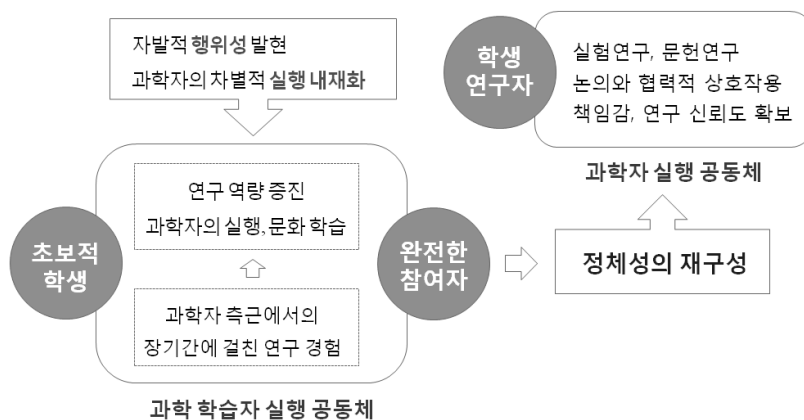 자발적 행위성 발현
과학자의 차별적 실행 내재화
초보적
학생
연구 역량 증진
과학자의 실행, 문화 학습
과학자 측근에서의
장기간에 걸친 연구 경험
완전한
참여자
과학 학습자 실행 공동체
정체성의 재구성
학생
연구자
실험연구, 문헌연구
논의와 협력적 상호작용
책임감, 연구 신뢰도 확보
과학자 실행 공동체